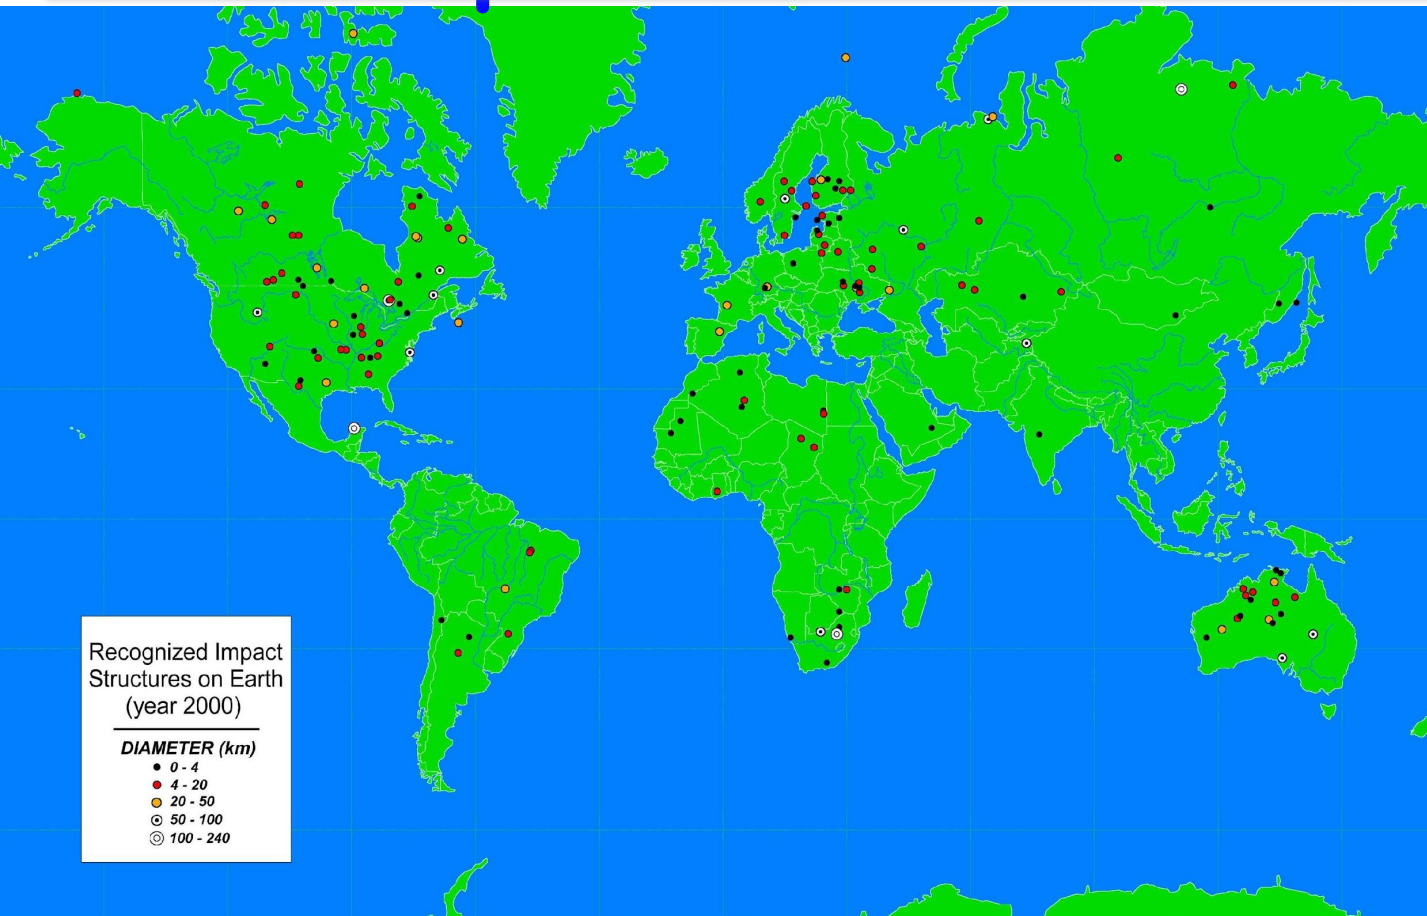 Recognized Impact
Structures on Earth
(year 2000)
DIAMETER (km)
0 - 4
4 - 20
20 - 50
50 - 100
100 - 240